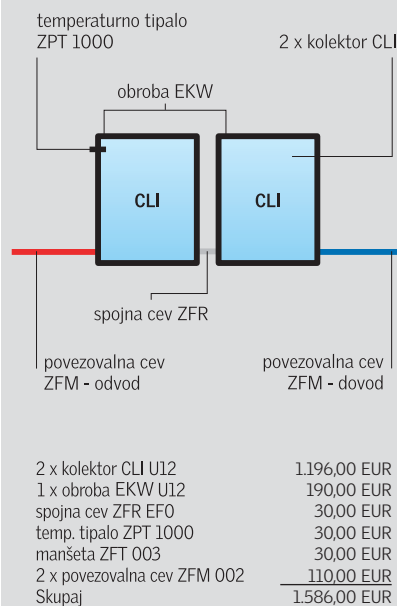 temperaturno tipalo
ZPT 1000
2 x kolektor CLI
obroba EKW
CLI
CLI
spojna cev ZFR
povezovalna cev
ZFM - odvod
povezovalna cev
ZFM - dovod
2 x kolektor CLI U12 1.196,00 EUR
1 x obroba EKW U12 190,00 EUR
spojna cev ZFR EF0 30,00 EUR
temp. tipalo ZPT 1000 30,00 EUR
manšeta ZFT 003 30,00 EUR
2 x povezovalna cev ZFM 002 110,00 EUR
Skupaj 1.586,00 EUR